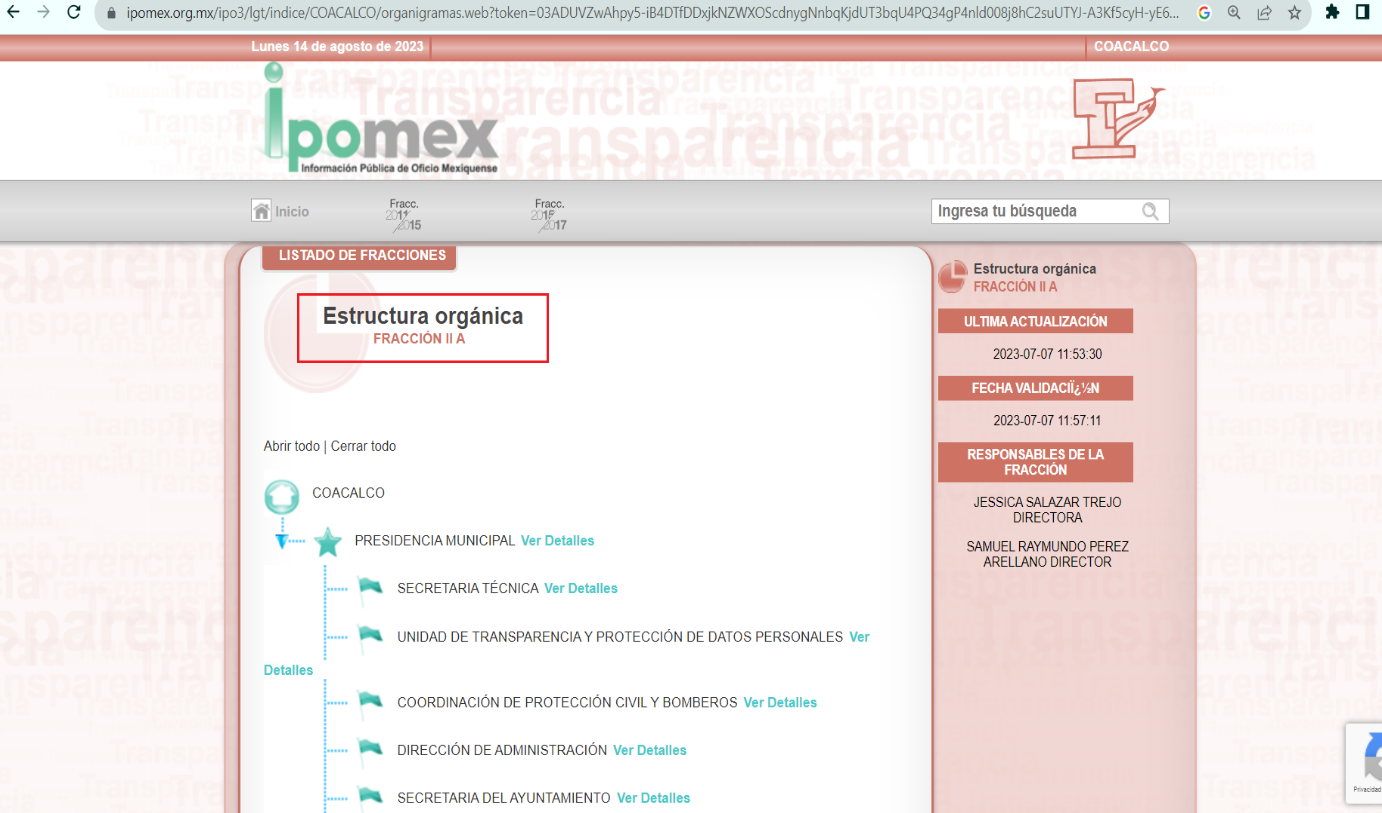 ipomex.org.mx/ipo3/lgt/indice/COACALCO/organigramas.web?token=03ADUVZwAhpy5-iB4DTfDDxjkNZWXOScdnygNnbqKjdUT3bqU4PQ34gP4nld008j8hC2suUTYJ-A3Kf5cyH-yE6...
Lunes 14 de agosto de 2023
COACALCO
ipomex
Información Pública de Oficio Mexiquense
Inicio
Fracc.
2015
Fracc.
2017
Ingresa tu búsqueda
LISTADO DE FRACCIONES
Estructura orgánica
FRACCIÓN II A
Abrir todo | Cerrar todo
COACALCO
PRESIDENCIA MUNICIPAL Ver Detalles
SECRETARIA TÉCNICA Ver Detalles
UNIDAD DE TRANSPARENCIA Y PROTECCIÓN DE DATOS PERSONALES Ver
Detalles
COORDINACIÓN DE PROTECCIÓN CIVIL Y BOMBEROS Ver Detalles
DIRECCIÓN DE ADMINISTRACIÓN Ver Detalles
SECRETARIA DEL AYUNTAMIENTO Ver Detalles
Estructura orgánica
FRACCIÓN II A
ULTIMA ACTUALIZACIÓN
2023-07-07 11:53:30
FECHA VALIDACIÏ¿½N
2023-07-07 11:57:11
RESPONSABLES DE LA
FRACCIÓN
JESSICA SALAZAR TREJO
DIRECTORA
SAMUEL RAYMUNDO PEREZ
ARELLANO DIRECTOR
Privacidad